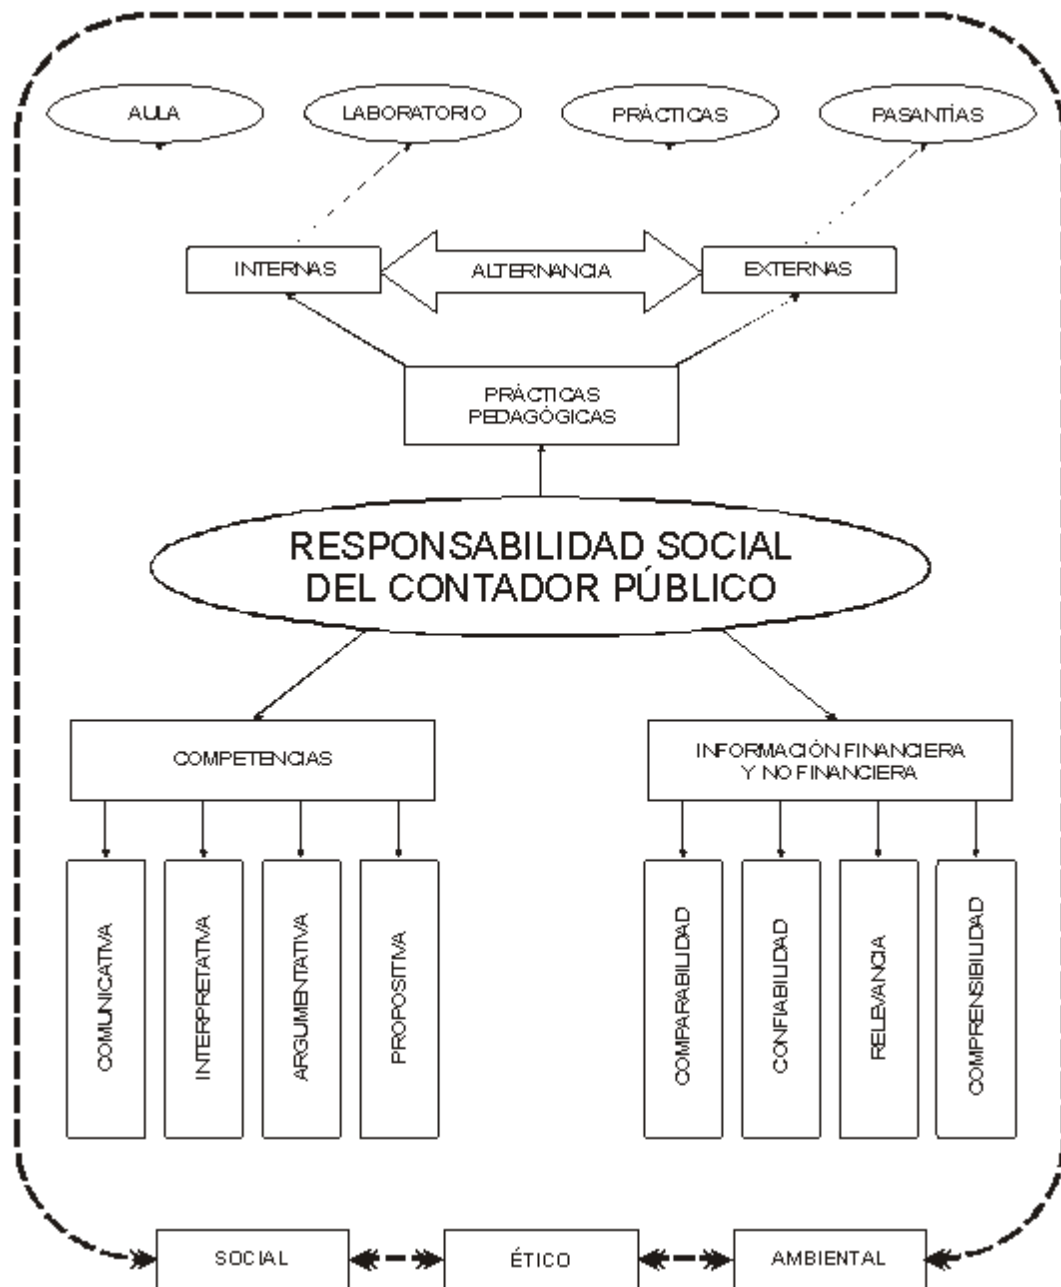 AULA
LABORATORIO
PRÁCTICAS
PASANTÍAS
INTERNAS
ALTERNANCIA
EXTERNAS
PRÁCTICAS
PEDAGÓGICAS
RESPONSABILIDAD SOCIAL
DEL CONTADOR PÚBLICO
COMPETENCIAS
INFORMACIÓN FINANCIERA
Y NO FINANCIERA
COMUNICATIVA
INTERPRETATIVA
ARGUMENTATIVA
PROPOSITIVA
COMPARABILIDAD
CONFIABILIDAD
RELEVANCIA
COMPRENSIBILIDAD
SOCIAL
ÉTICO
AMBIENTAL